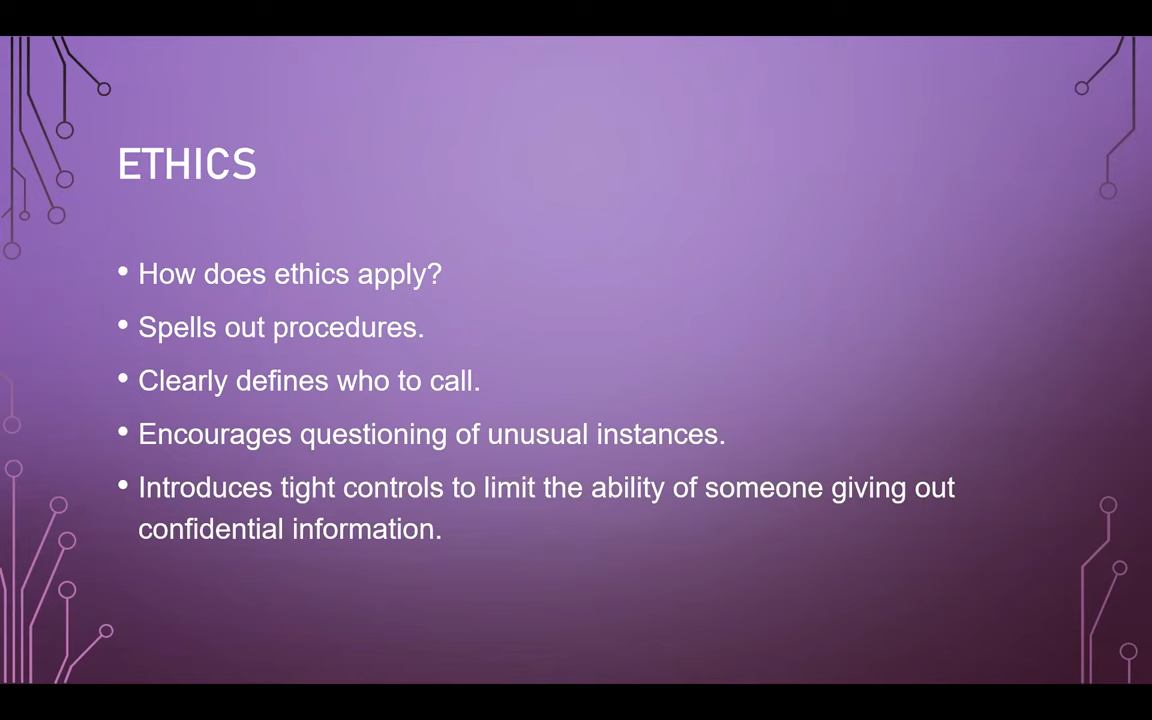 ETHICS
• How does ethics apply?
• Spells out procedures.
• Clearly defines who to call.
• Encourages questioning of unusual instances.
• Introduces tight controls to limit the ability of someone giving out
confidential information.